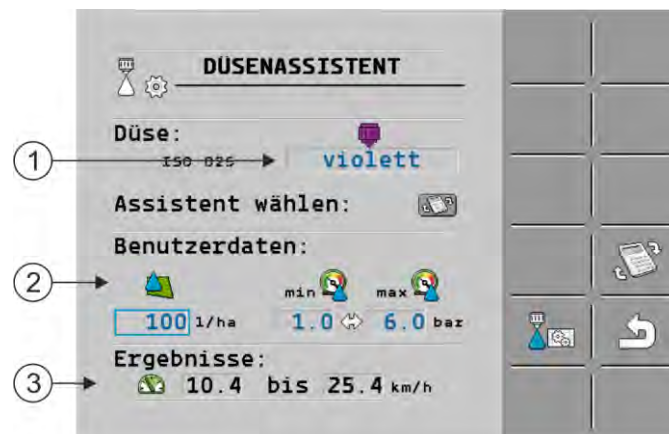 DÜSENASSISTENT
Düse:
1
ISO 025 violett
Assistent wählen:
Benutzerdaten:
2
min max
100 l/ha 1.0 6.0 bar
Ergebnisse:
3 10.4 bis 25.4 km/h